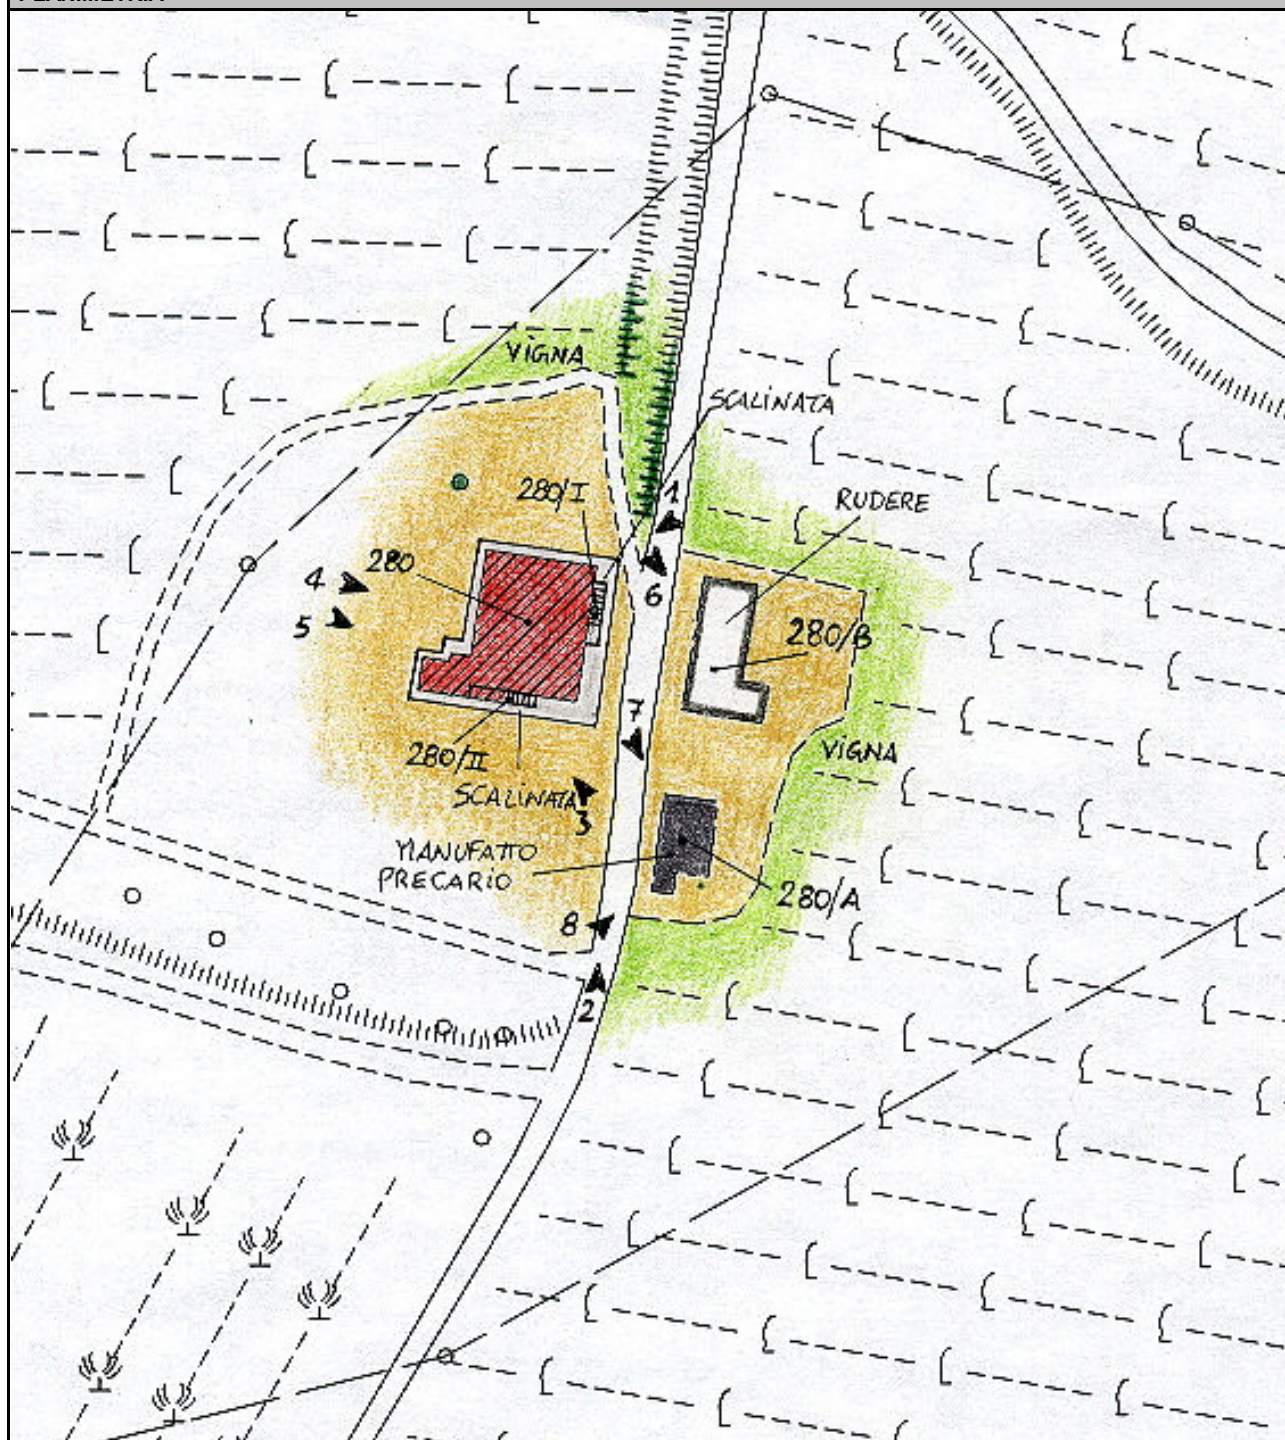 VIGNA
SCALINATA
280/I
1
RUDERE
280
4
5
6
280/B
7
280/II
VIGNA
SCALINATA
3
MANUFATTO
PRECARIO
280/A
8
2